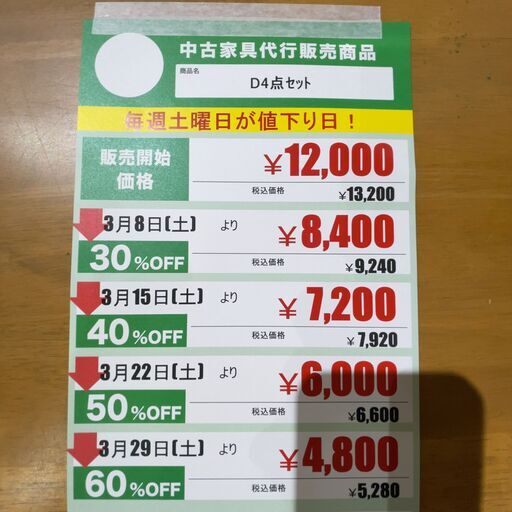 中古家具代行販売商品
商品名
D4点セット
毎週土曜日が値下り日！
販売開始
価格
¥12,000
税込価格 ¥13,200
3月8日(土) より
30%OFF
¥8,400
税込価格 ¥9,240
3月15日(土) より
40%OFF
¥7,200
税込価格 ¥7,920
3月22日(土) より
50%OFF
¥6,000
税込価格 ¥6,600
3月29日(土) より
60%OFF
¥4,800
税込価格 ¥5,280